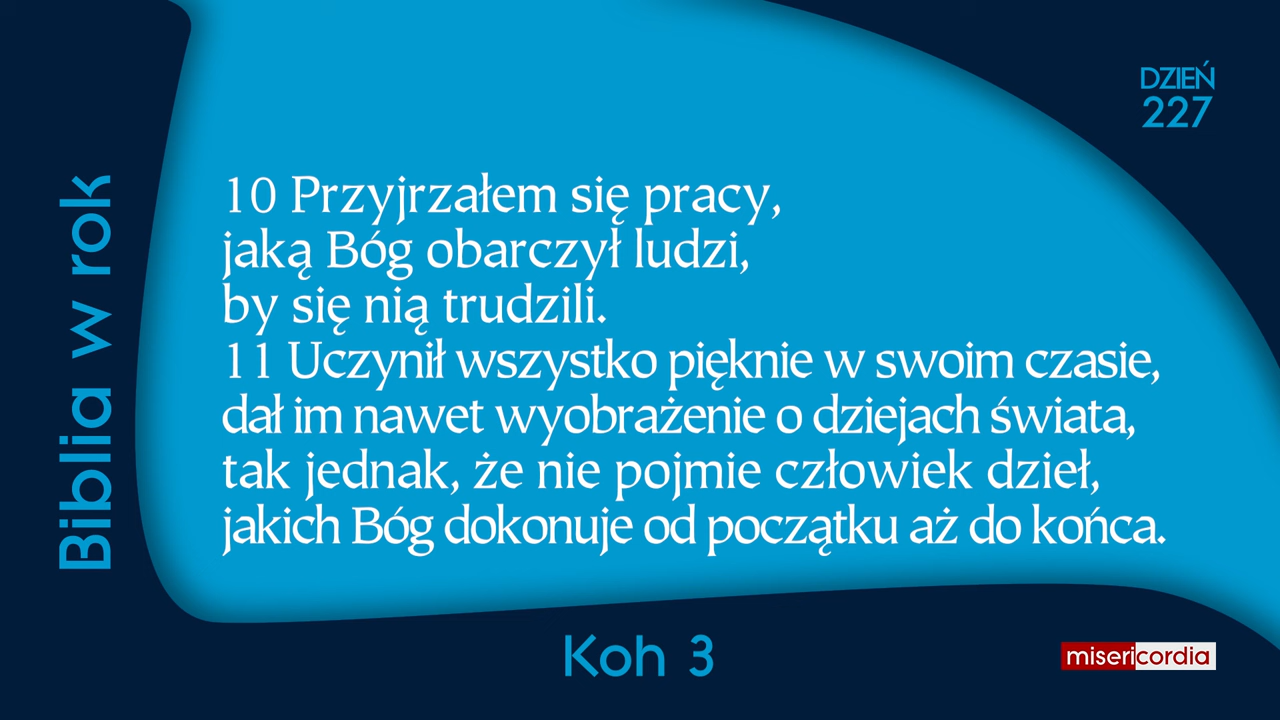 DZIEŃ
227
Biblia w rok
10 Przyjrzałem się pracy,
jaką Bóg obarczył ludzi,
by się nią trudzili.
11 Uczynił wszystko pięknie w swoim czasie,
dał im nawet wyobrażenie o dziejach świata,
tak jednak, że nie pojmie człowiek dzieł,
jakich Bóg dokonuje od początku aż do końca.
Koh 3
misericordia